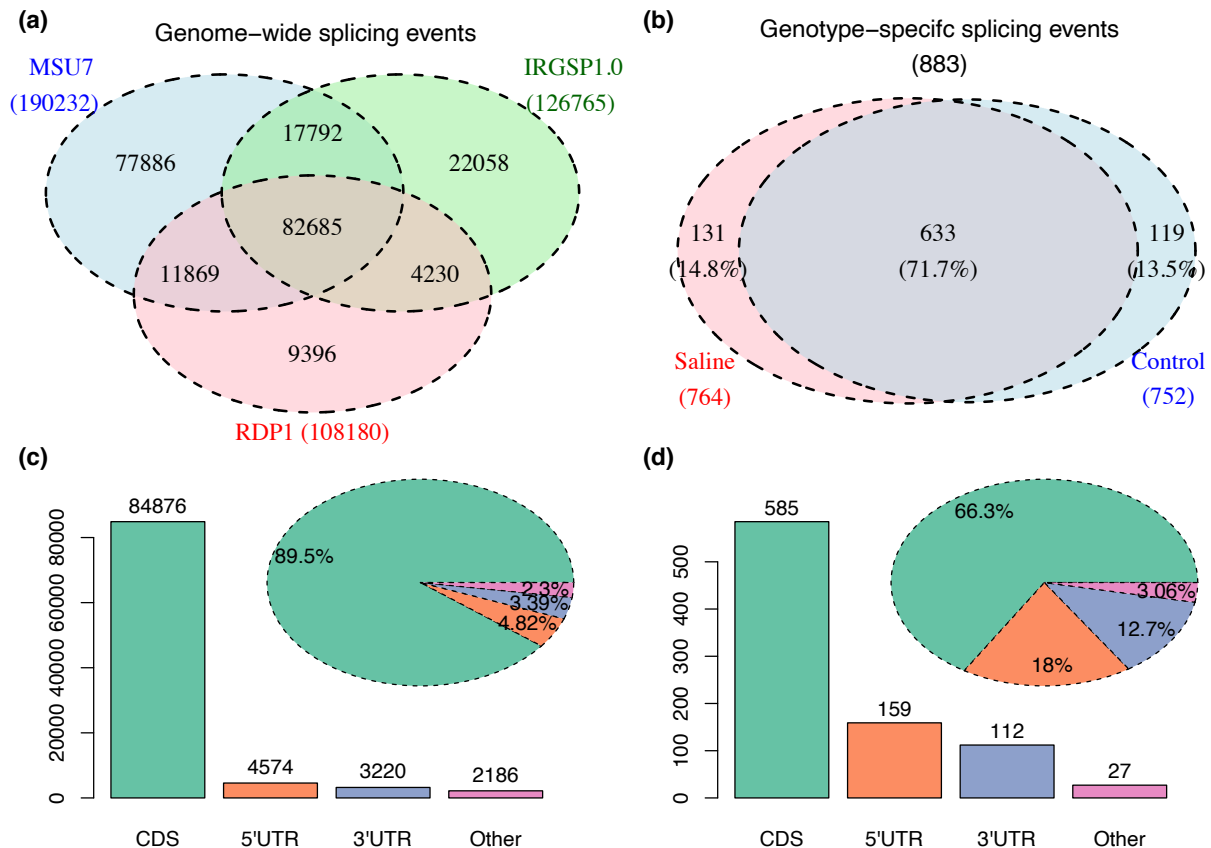 (a)
Genome−wide splicing events
MSU7
(190232)
IRGSP1.0
(126765)
17792
77886
22058
82685
11869
4230
9396
RDP1 (108180)
(b)
Genotype−specifc splicing events
(883)
131
(14.8%)
633
(71.7%)
119
(13.5%)
Saline
(764)
Control
(752)
(c)
0 20000 40000 60000 80000
84876
4574
3220
2186
89.5%
2.3%
3.39%
4.82%
CDS 5'UTR 3'UTR Other
(d)
0 100 200 300 400 500
585
159
112
27
66.3%
3.06%
12.7%
18%
CDS 5'UTR 3'UTR Other